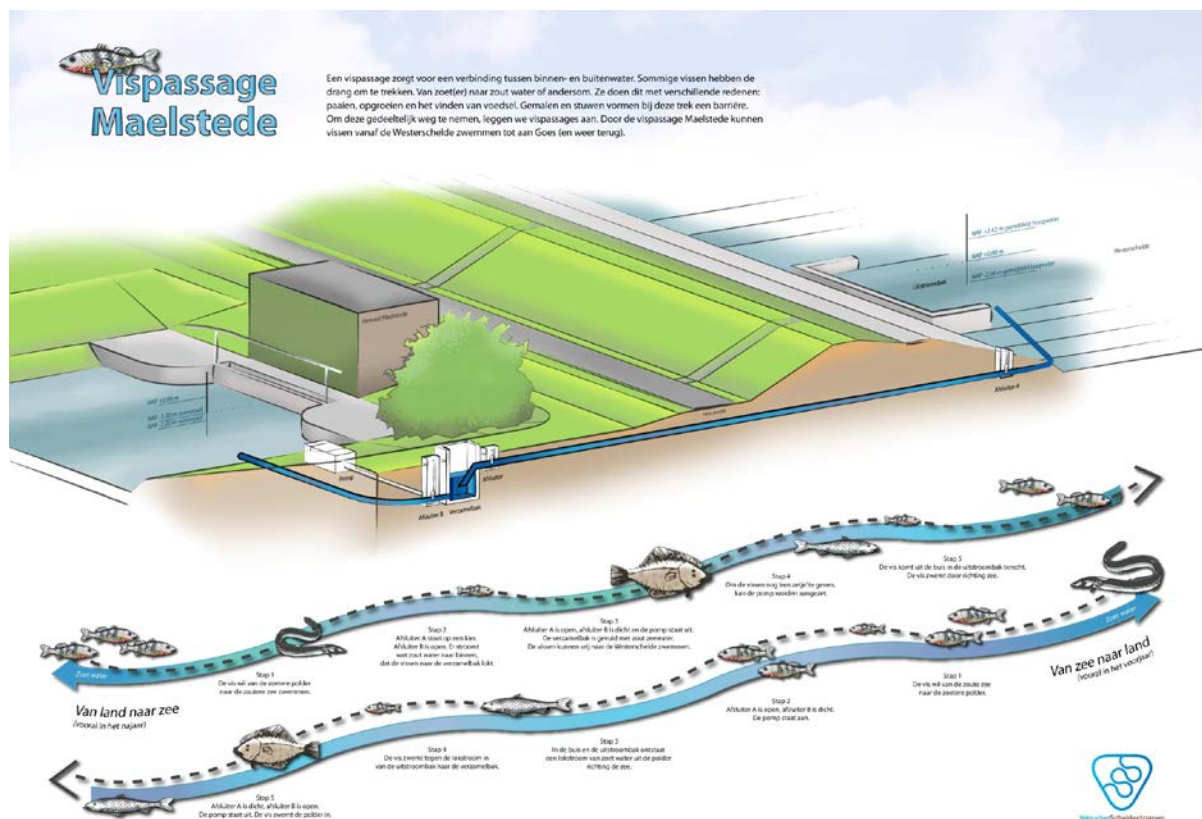 Vispassage
Maelstede
Een vispassage zorgt voor een verbinding tussen binnen- en buitenwater. Sommige vissen hebben de
drang om te trekken. Van zoet(er) naar zout water of andersom. Ze doen dit met verschillende redenen:
paaien, opgroeien en het vinden van voedsel. Gemalen en stuwen vormen bij deze trek een barrière.
Om deze gedeeltelijk weg te nemen, leggen we vispassages aan. Door de vispassage Maelstede kunnen
vissen vanaf de Westerschelde zwemmen tot aan Goes (en weer terug).
gemiddeld hoogwater
NAP +0.00 m
Westerschelde
Uitstroombak
Gemaal Maelstede
Afsluiter A
NAP +0.00 m
Pomp
Afsluiter
Afsluiter B
Verzamelbak
Stap 5
De vis komt uit de buis in de uitstroombak terecht.
De vis zwemt door richting zee.
Stap 4
Om de vissen nog een zetje te geven,
kan de pomp worden aangezet.
Stap 3
Afsluiter A is open, afsluiter B is dicht en de pomp staat uit.
De verzamelbak is gevuld met zout zeewater.
De vissen kunnen vrij naar de Westerschelde zwemmen.
Stap 2
Afsluiter A staat op een kier.
Afsluiter B is open. Er stroomt
wat zout water naar binnen,
dat de vissen naar de verzamelbak lokt.
Stap 1
De vis wil van de zoetere polder
naar de zoutere zee zwemmen.
Zout water
Van land naar zee
(vooral in het najaar)
Zoet water
Van zee naar land
(vooral in het voorjaar)
Stap 1
De vis wil van de zoute zee
naar de zoetere polder.
Stap 2
Afsluiter A is open, afsluiter B is dicht.
De pomp staat aan.
Stap 3
In de buis en de uitstroombak ontstaat
een lokstroom van zoet water uit de polder
richting de zee.
Stap 4
De vis zwemt tegen de lokstroom in
van de uitstroombak naar de verzamelbak.
Stap 5
Afsluiter A is dicht, afsluiter B is open.
De pomp staat uit. De vis zwemt de polder in.
Waterschap Scheldestromen